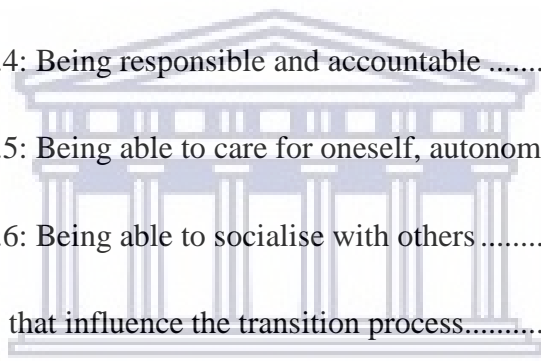 .4: Being responsible and accountable .......
.5: Being able to care for oneself, autonom
.6: Being able to socialise with others ........
that influence the transition process..........